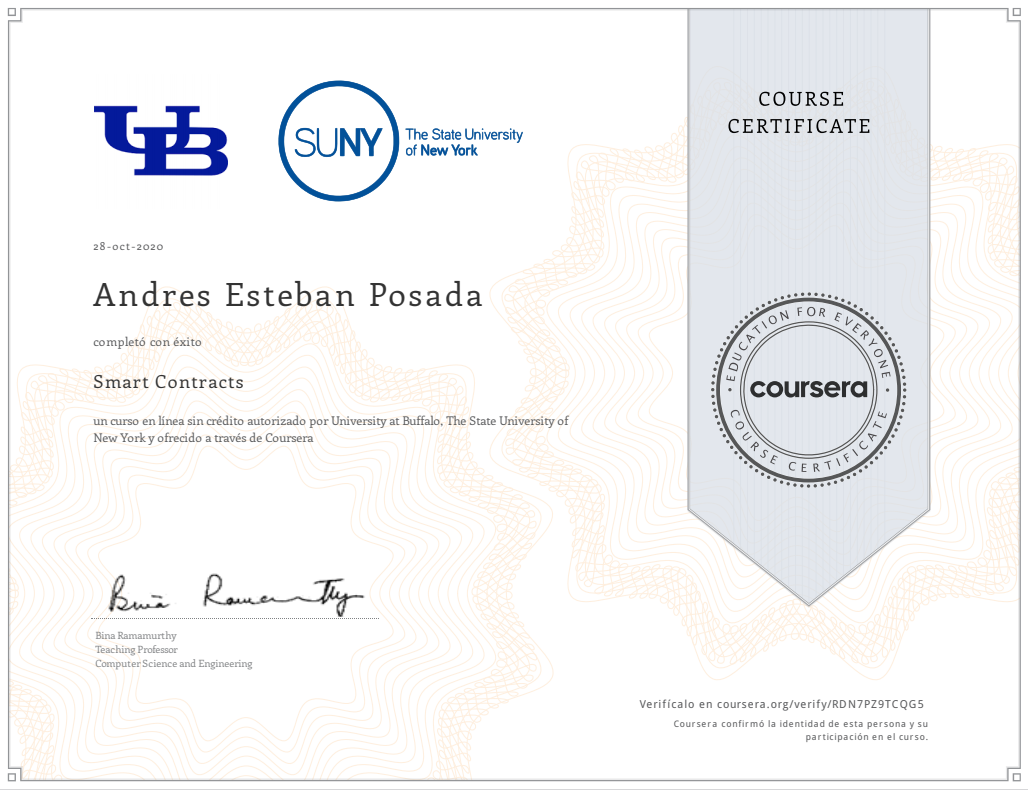 UB
SUNY
The State University
of New York
COURSE
CERTIFICATE
28-oct-2020
Andres Esteban Posada
completó con éxito
Smart Contracts
un curso en línea sin crédito autorizado por University at Buffalo, The State University of
New York y ofrecido a través de Coursera
EDUCATION FOR EVERYONE
coursera
COURSE CERTIFICATE
Bina Ramamurthy
Bina Ramamurthy
Teaching Professor
Computer Science and Engineering
Verifícalo en coursera.org/verify/RDN7PZ9TCQG5
Coursera confirmó la identidad de esta persona y su
participación en el curso.